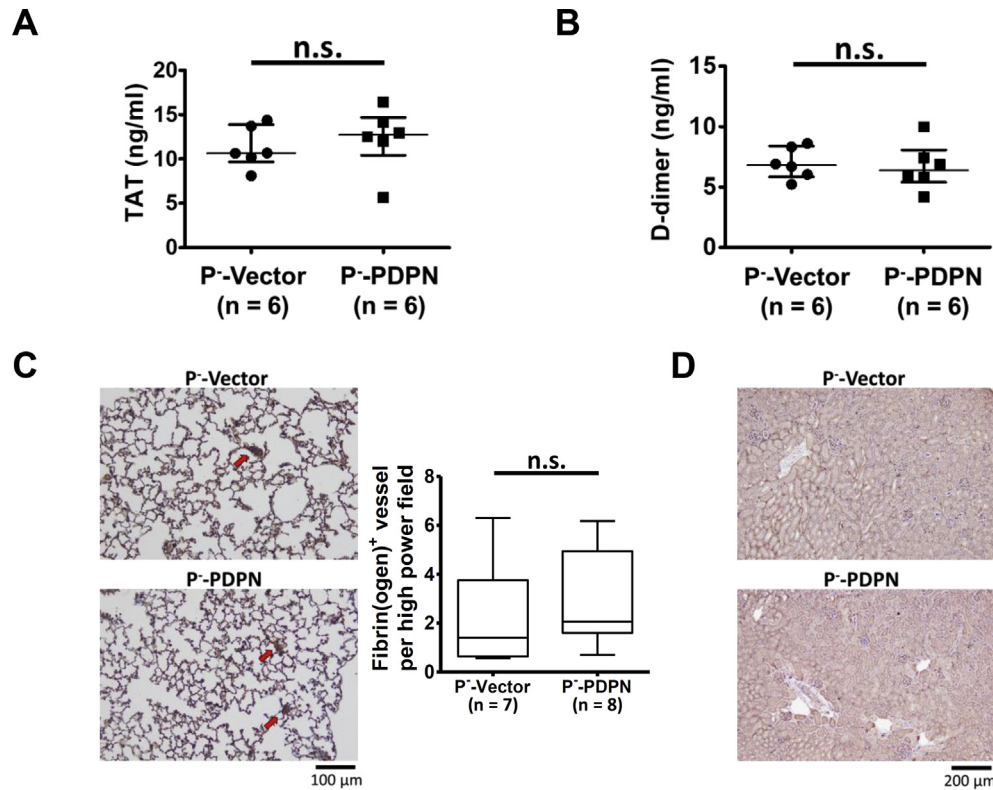 A
n.s.
TAT (ng/ml)
20
15
10
5
0
P⁻-Vector
(n = 6)
P⁻-PDPN
(n = 6)
B
n.s.
D-dimer (ng/ml)
15
10
5
0
P⁻-Vector
(n = 6)
P⁻-PDPN
(n = 6)
C
P⁻-Vector
P⁻-PDPN
100 µm
n.s.
Fibrin(ogen)⁺ vessel
per high power field
8
6
4
2
0
P⁻-Vector
(n = 7)
P⁻-PDPN
(n = 8)
D
P⁻-Vector
P⁻-PDPN
200 µm